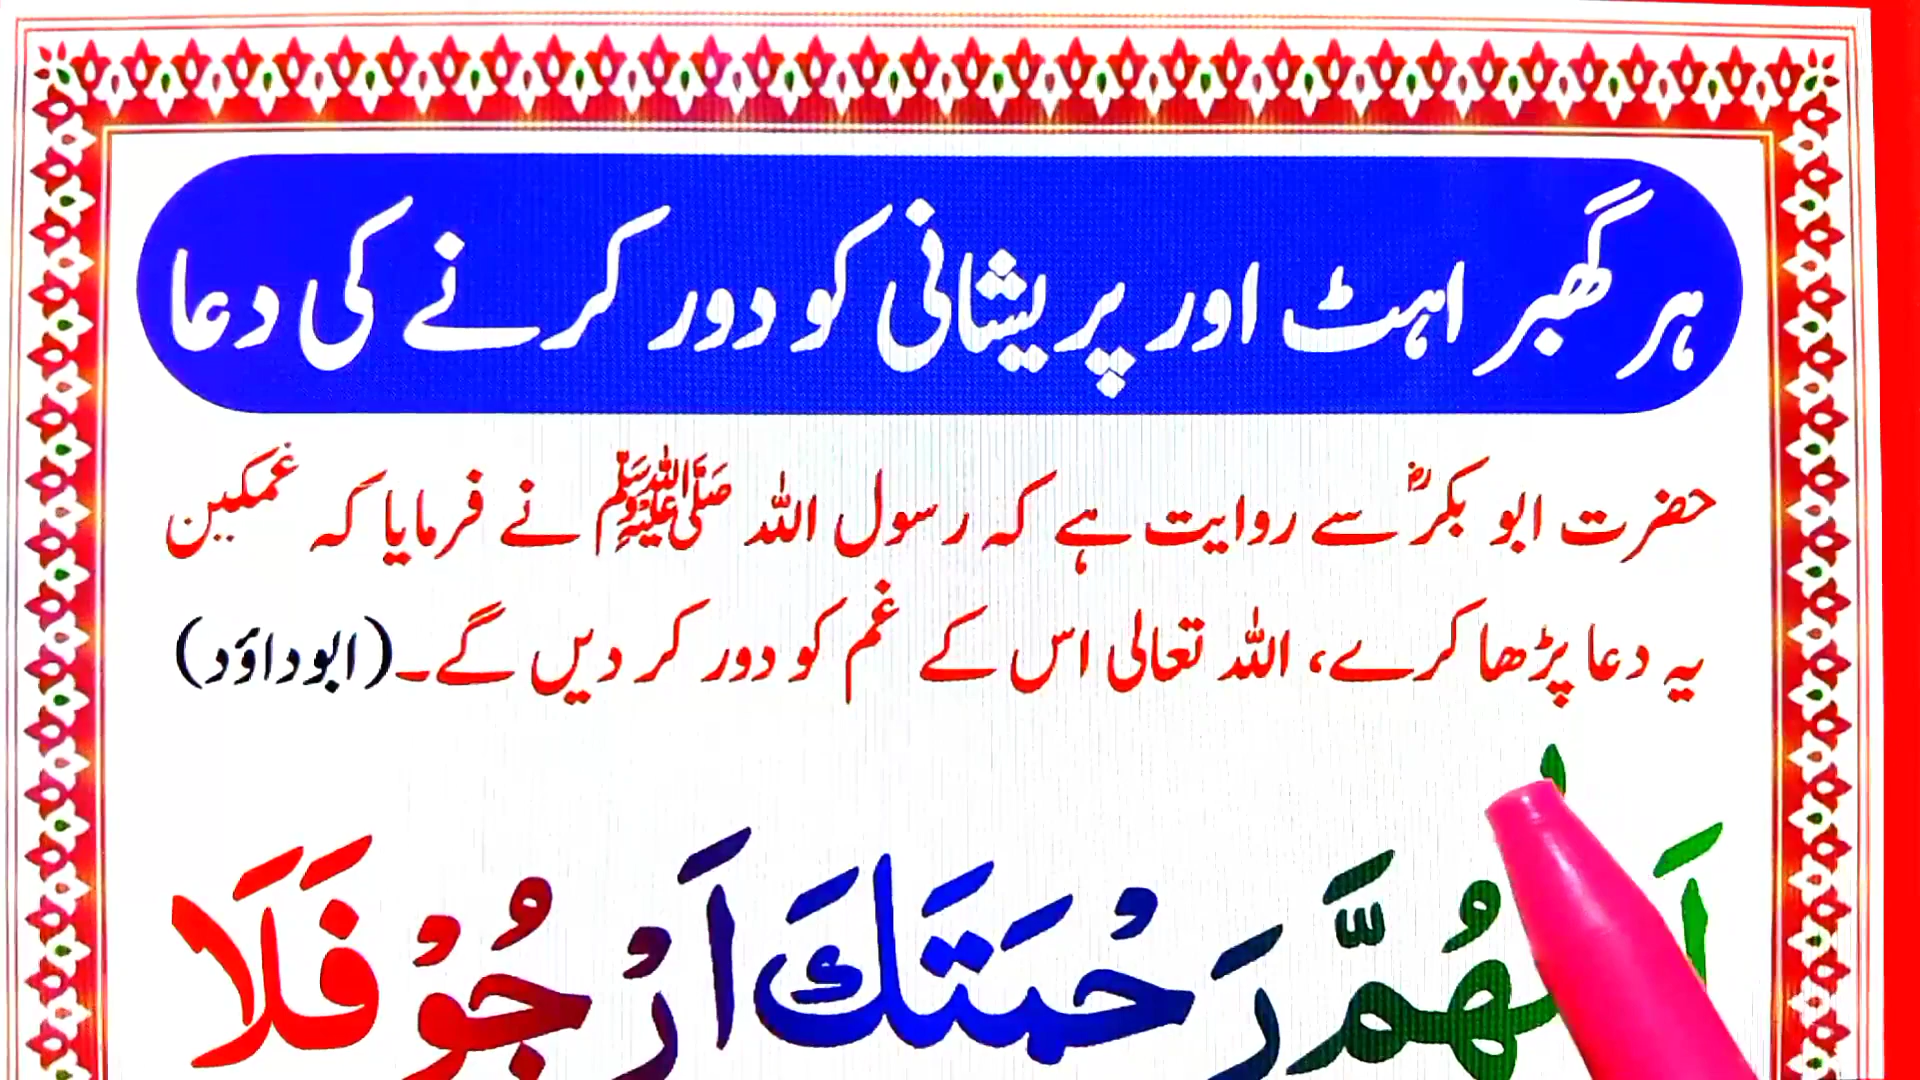 ہر گھبراہٹ اور پریشانی کو دور کرنے کی دعا
حضرت ابو بکرؓ سے روایت ہے کہ رسول اللہ ﷺ نے فرمایا کہ غمگین
یہ دعا پڑھا کرے، اللہ تعالی اس کے غم کو دور کر دیں گے۔ (ابوداؤد)
رَحْمَتَكَ اَرْجُوْ فَلَا